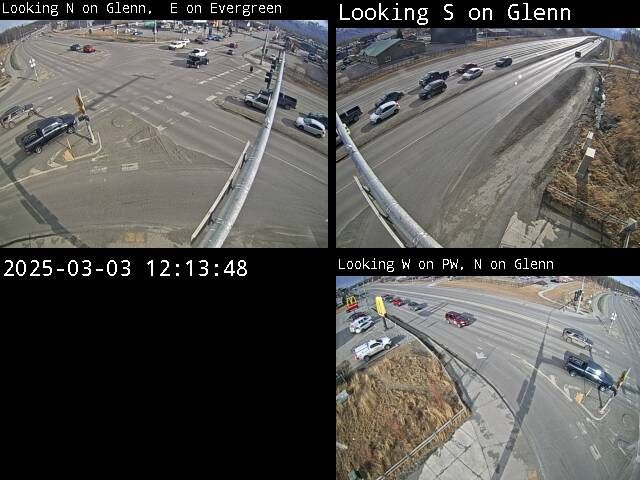 Looking N on Glenn,  E on Evergreen
Looking S on Glenn
2025-03-03 12:13:48
Looking W on PW, N on Glenn